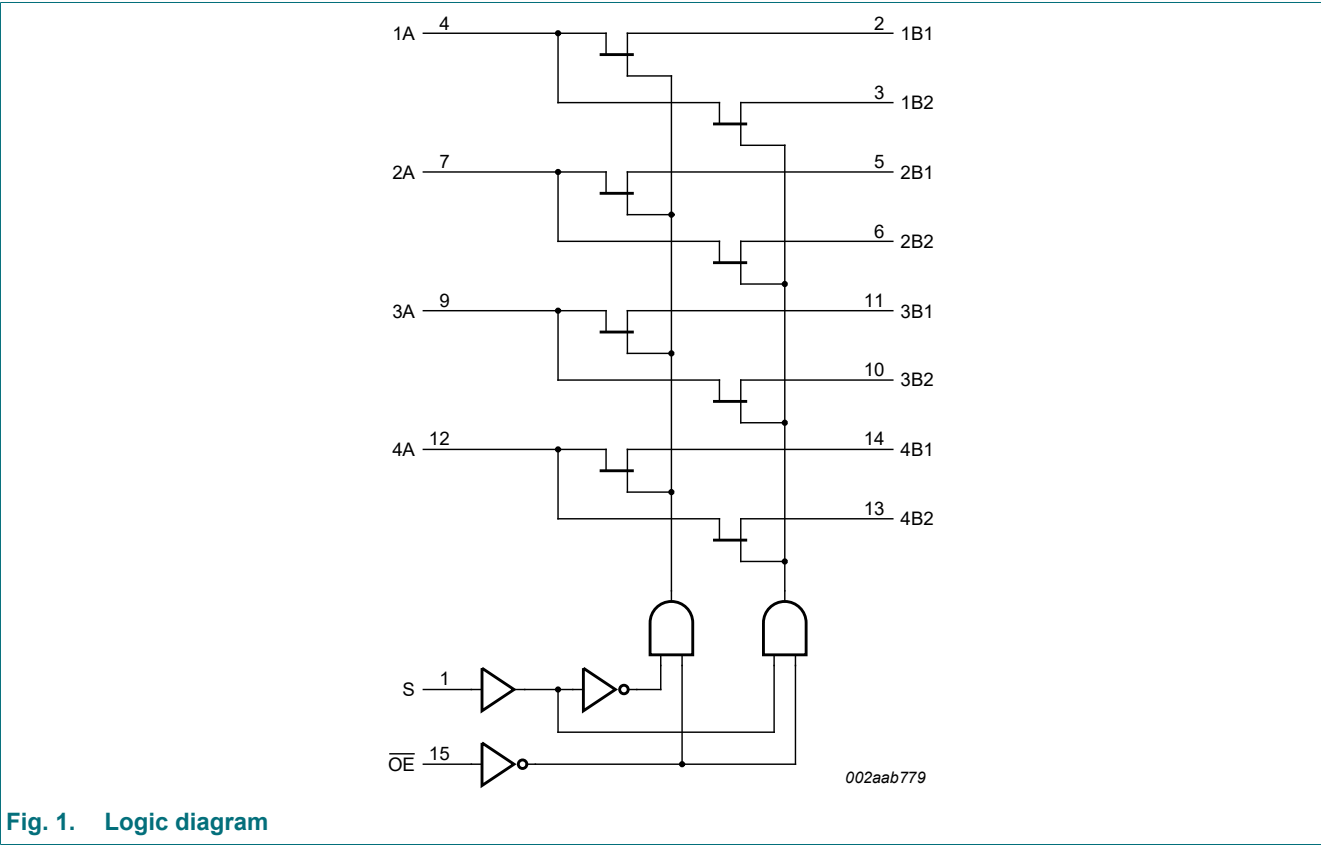 1A 4 2 1B1
3 1B2
2A 7 5 2B1
6 2B2
3A 9 11 3B1
10 3B2
4A 12 14 4B1
13 4B2
S 1
O̅E̅ 15
002aab779
Fig. 1. Logic diagram